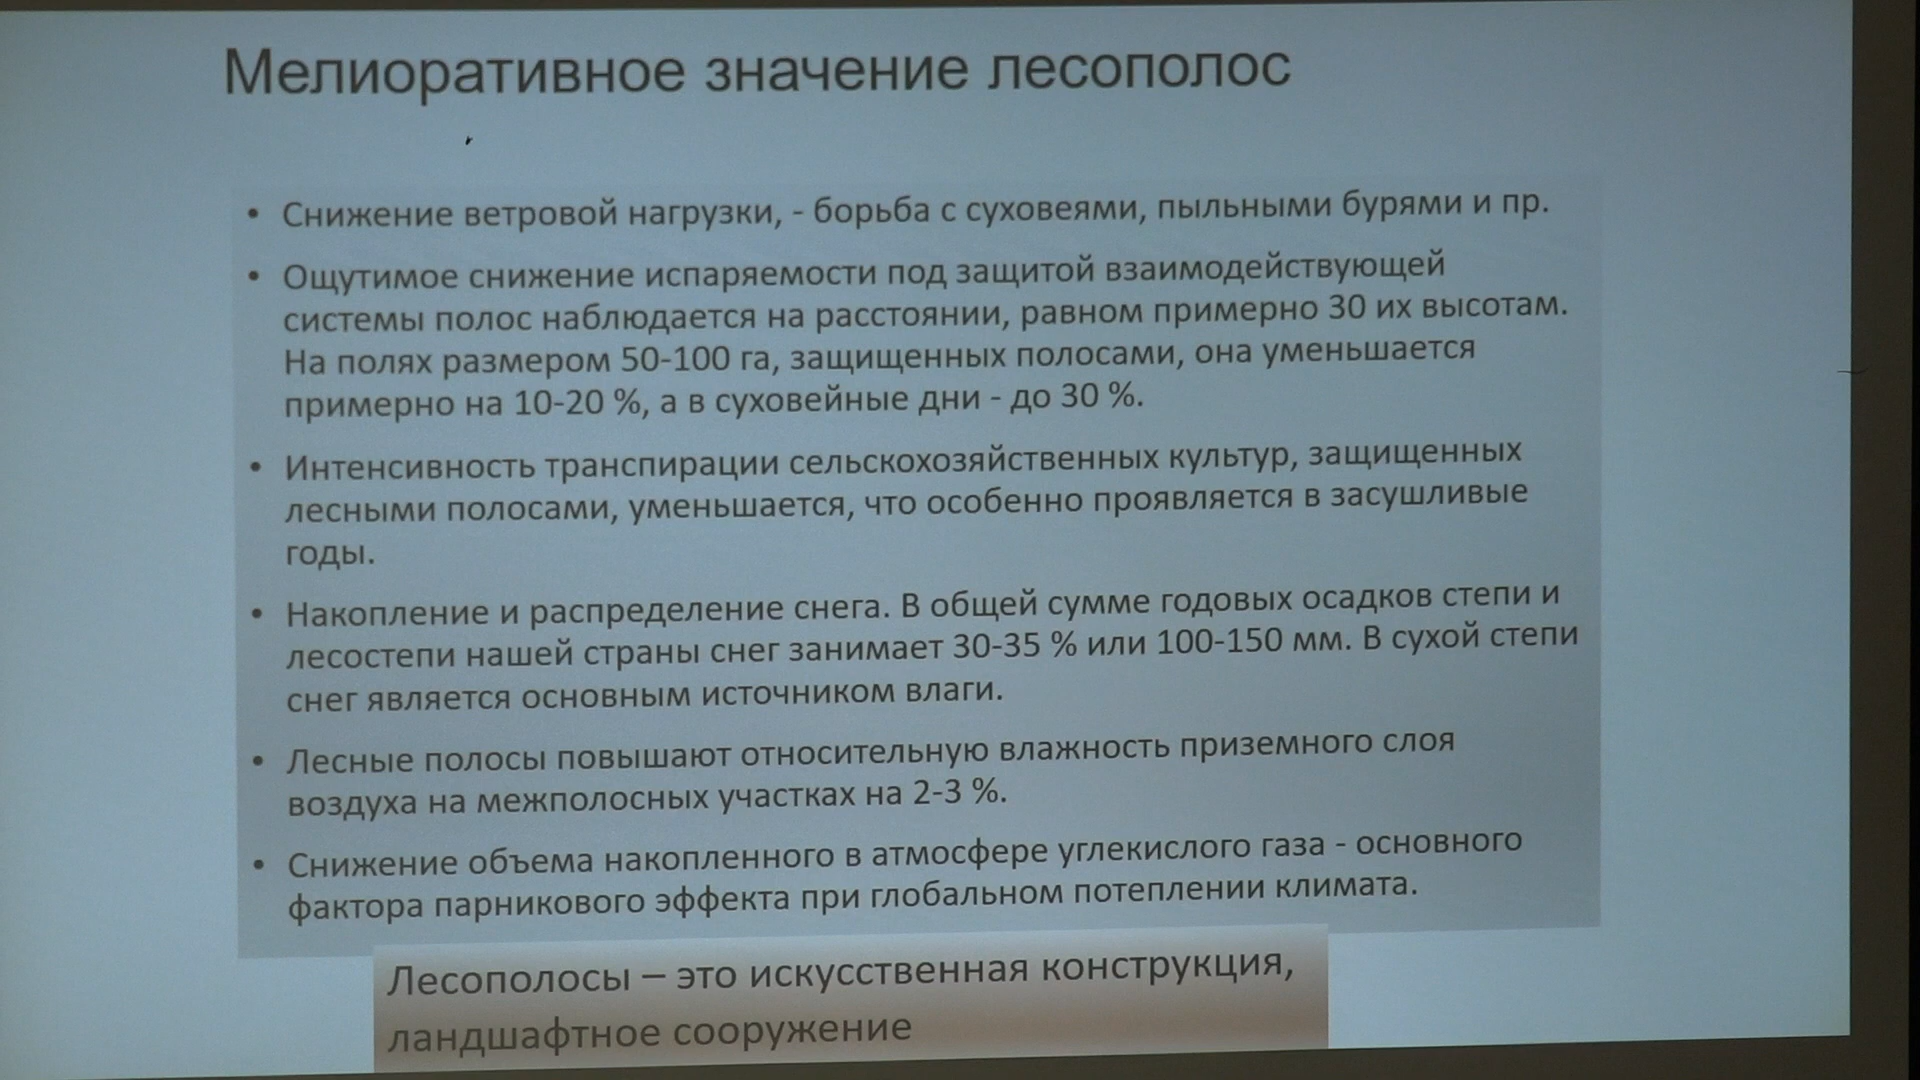 Мелиоративное значение лесополос
• Снижение ветровой нагрузки, - борьба с суховеями, пыльными бурями и пр.
• Ощутимое снижение испаряемости под защитой взаимодействующей
системы полос наблюдается на расстоянии, равном примерно 30 их высотам.
На полях размером 50-100 га, защищенных полосами, она уменьшается
примерно на 10-20 %, а в суховейные дни - до 30 %.
• Интенсивность транспирации сельскохозяйственных культур, защищенных
лесными полосами, уменьшается, что особенно проявляется в засушливые
годы.
• Накопление и распределение снега. В общей сумме годовых осадков степи и
лесостепи нашей страны снег занимает 30-35 % или 100-150 мм. В сухой степи
снег является основным источником влаги.
• Лесные полосы повышают относительную влажность приземного слоя
воздуха на межполосных участках на 2-3 %.
• Снижение объема накопленного в атмосфере углекислого газа - основного
фактора парникового эффекта при глобальном потеплении климата.
Лесополосы – это искусственная конструкция,
ландшафтное сооружение